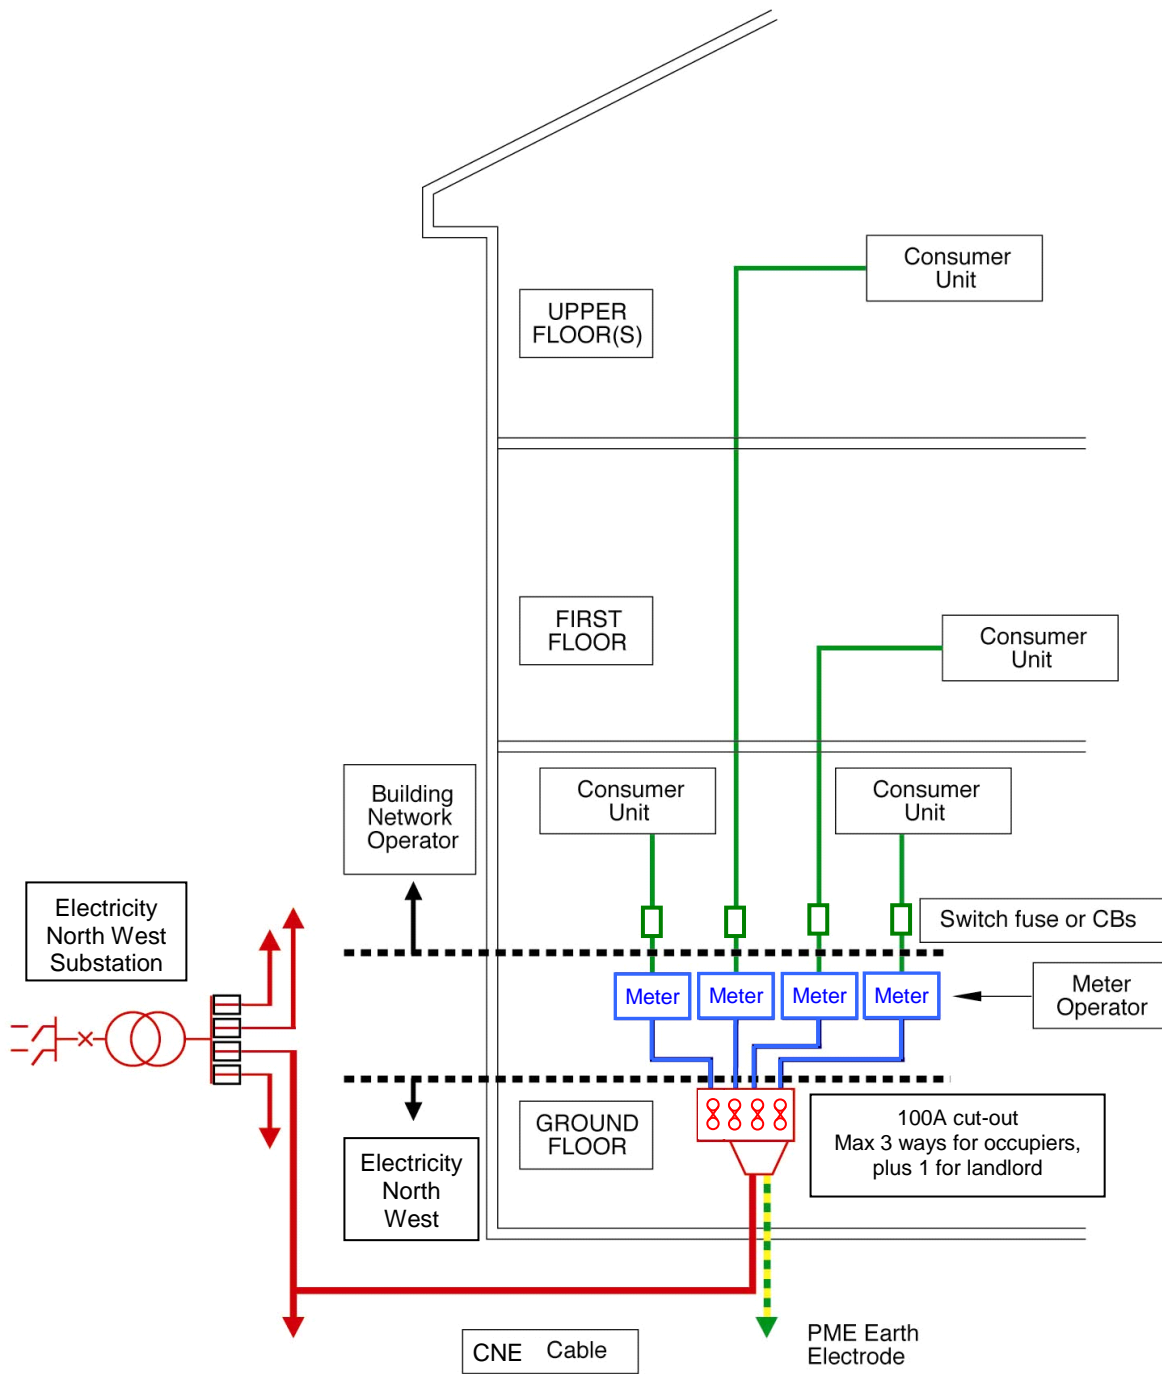 Consumer
Unit
UPPER
FLOOR(S)
FIRST
FLOOR
Consumer
Unit
Building
Network
Operator
Consumer
Unit
Consumer
Unit
Electricity
North West
Substation
Switch fuse or CBs
Meter
Meter
Meter
Meter
Meter
Operator
GROUND
FLOOR
100A cut-out
Max 3 ways for occupiers,
plus 1 for landlord
Electricity
North
West
PME Earth
Electrode
CNE Cable